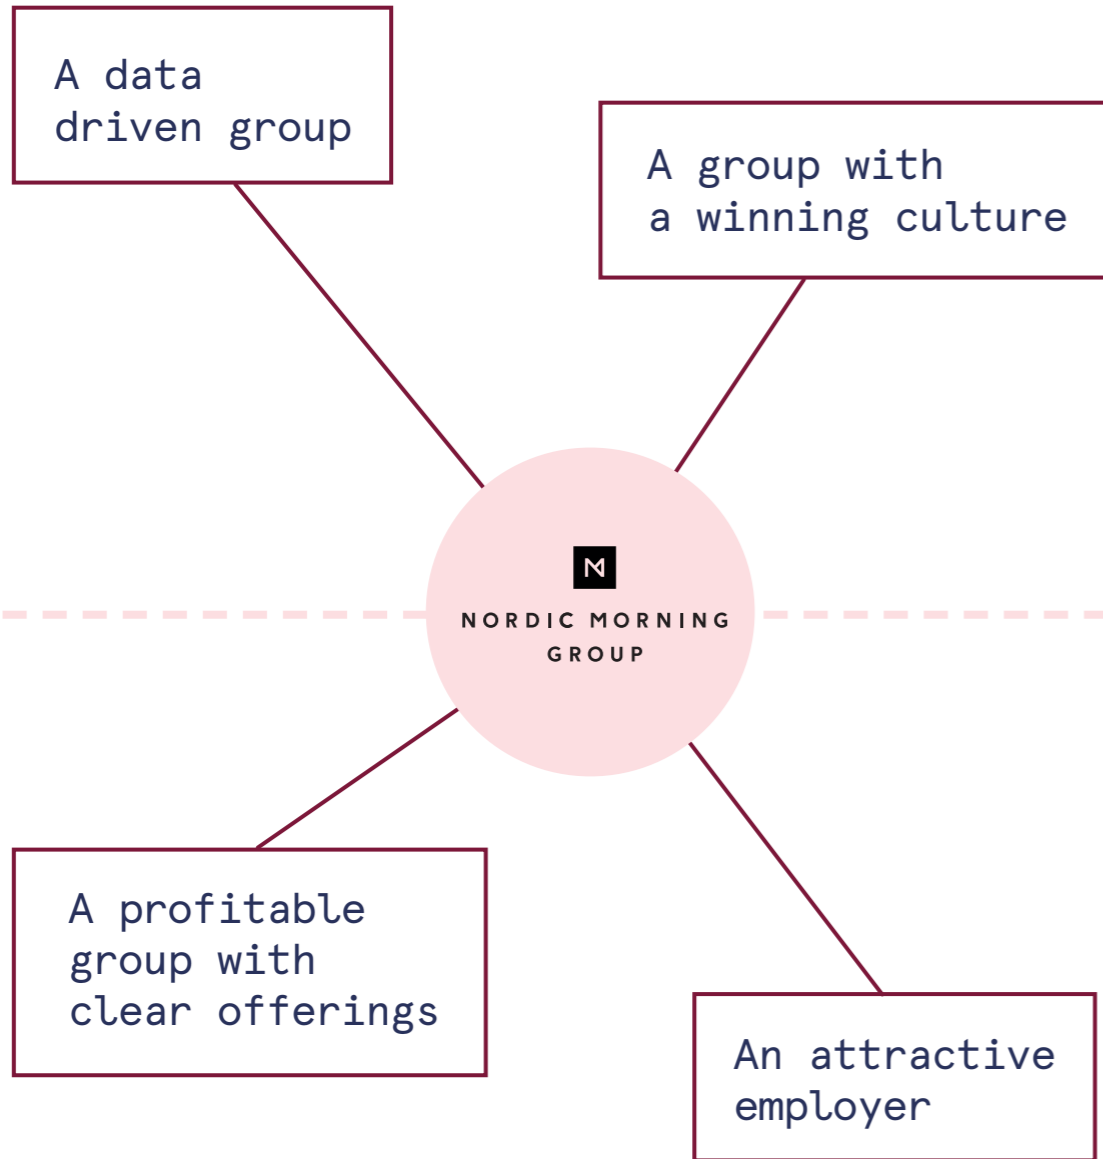 A data
driven group
A group with
a winning culture
NORDIC MORNING
GROUP
A profitable
group with
clear offerings
An attractive
employer